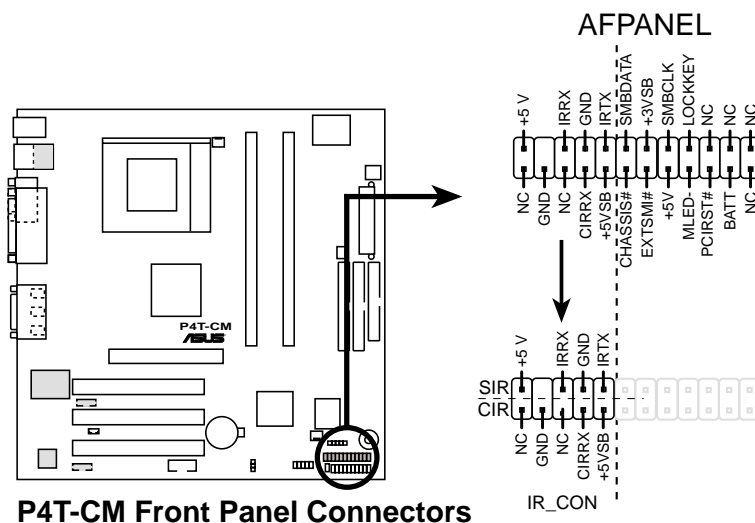 AFPANEL
+5 V
IRRX
GND
IRTX
SMBDATA
+3VSB
SMBCLK
LOCKKEY
NC
NC
NC
NC
GND
NC
CIRRX
+5VSB
CHASSIS#
EXTSMI#
+5V
MLED-
PCIRST#
BATT
NC
P4T-CM
ASUS
+5 V
IRRX
GND
IRTX
SIR
CIR
NC
GND
NC
CIRRX
+5VSB
IR_CON
P4T-CM Front Panel Connectors